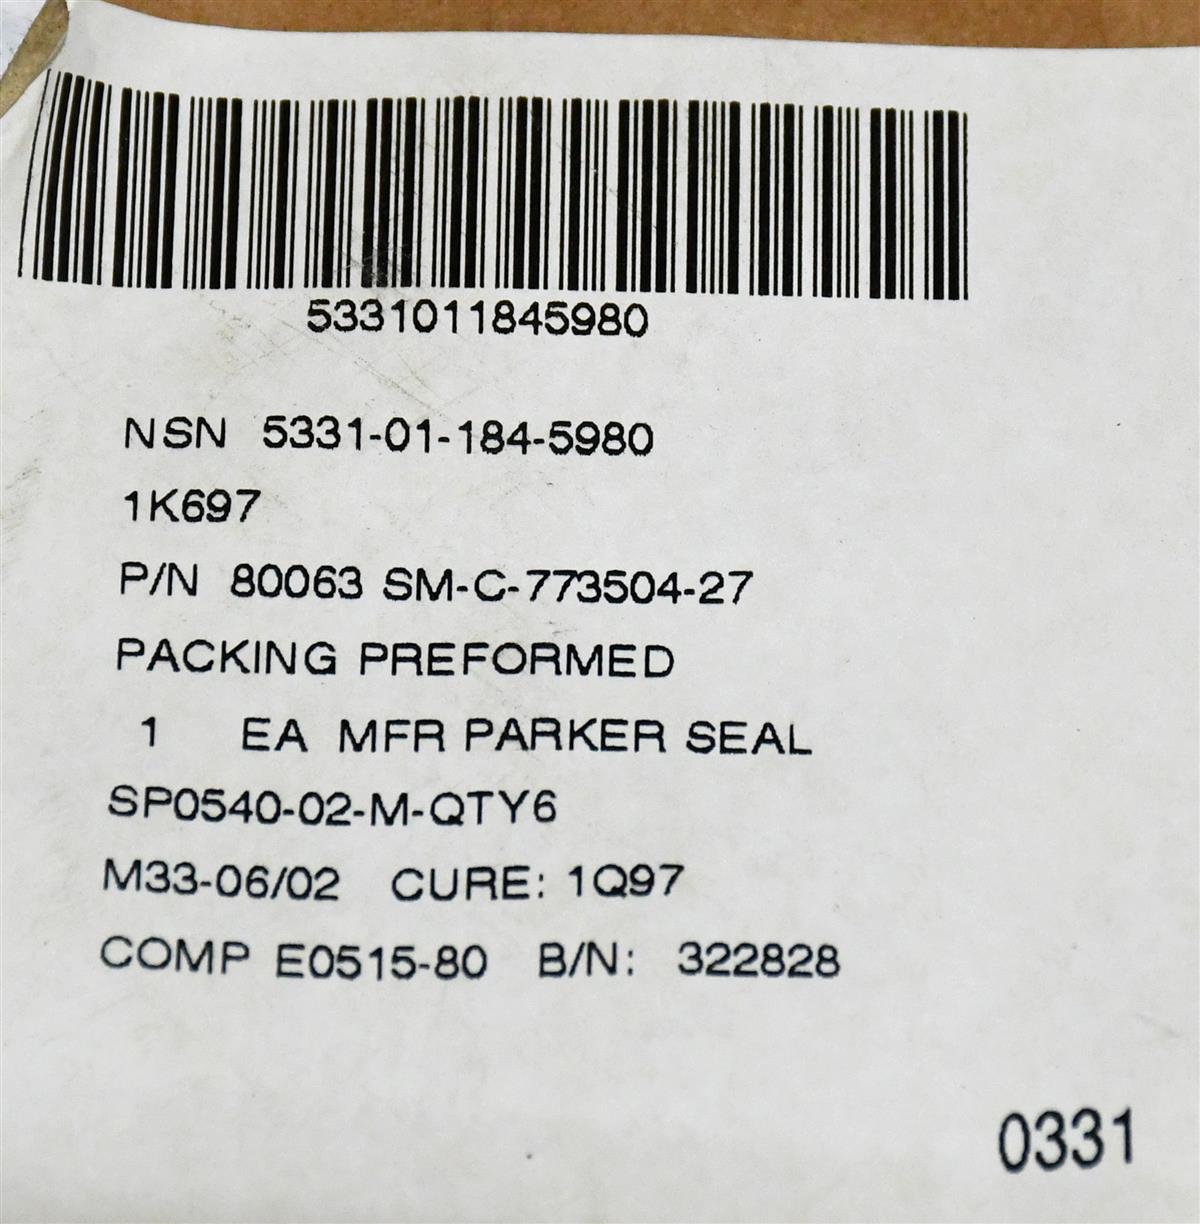 5331011845980
NSN 5331-01-184-5980
1K697
P/N 80063 SM-C-773504-27
PACKING PREFORMED
1 EA MFR PARKER SEAL
SP0540-02-M-QTY6
M33-06/02 CURE: 1Q97
COMP E0515-80 B/N: 322828
0331